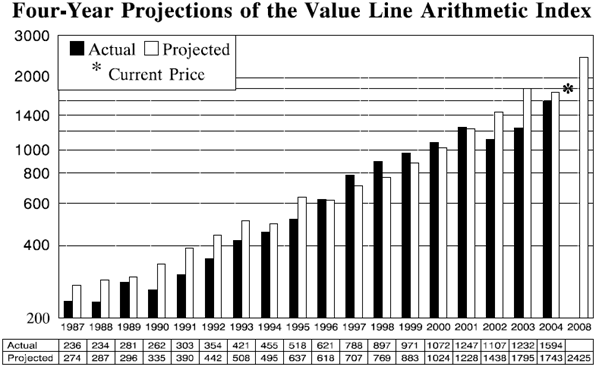 Four-Year Projections of the Value Line Arithmetic Index
3000
Actual Projected
* Current Price
2000
*
1400
1000
800
600
400
200
1987 1988 1989 1990 1991 1992 1993 1994 1995 1996 1997 1998 1999 2000 2001 2002 2003 2004 2008
Actual 236 234 281 262 303 354 421 455 518 621 788 897 971 1072 1247 1107 1232 1594
Projected 274 287 296 335 390 442 508 495 637 618 707 769 883 1024 1228 1438 1795 1743 2425